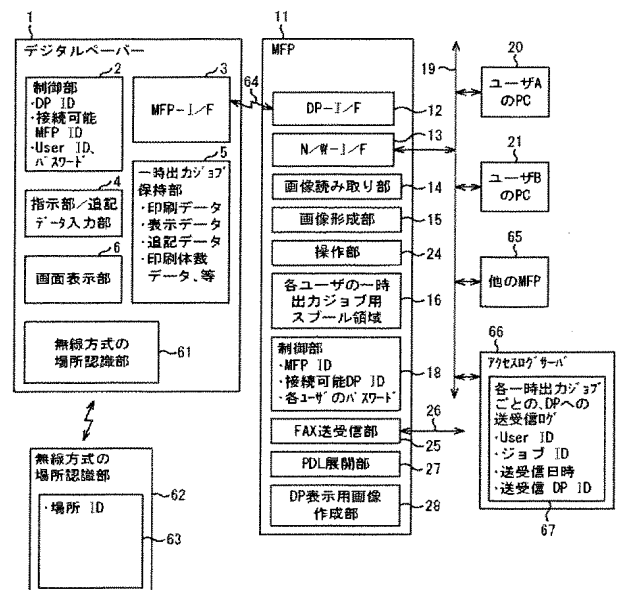 1
デジタルペーパー
2
制御部
・DP ID
・接続可能
MFP ID
・User ID、
パスワード
3
MFP-I/F
4
指示部/追記
データ入力部
5
一時出力ジョブ
保持部
・印刷データ
・表示データ
・追記データ
・印刷体裁
データ、等
6
画面表示部
無線方式の
場所認識部
61
無線方式の
場所認識部
62
・場所 ID
63
64
11
MFP
DP-I/F
12
N/W-I/F
13
画像読み取り部
14
画像形成部
15
操作部
24
各ユーザの一時
出力ジョブ用
スプール領域
16
制御部
・MFP ID
・接続可能DP ID
・各ユーザのパスワード
18
FAX送受信部
25
26
PDL展開部
27
DP表示用画像
作成部
28
19
20
ユーザA
のPC
21
ユーザB
のPC
65
他のMFP
66
アクセスログサーバ
各一時出力ジョブ
ごとの、DPへの
送受信ログ
・User ID
・ジョブ ID
・送受信日時
・送受信 DP ID
67